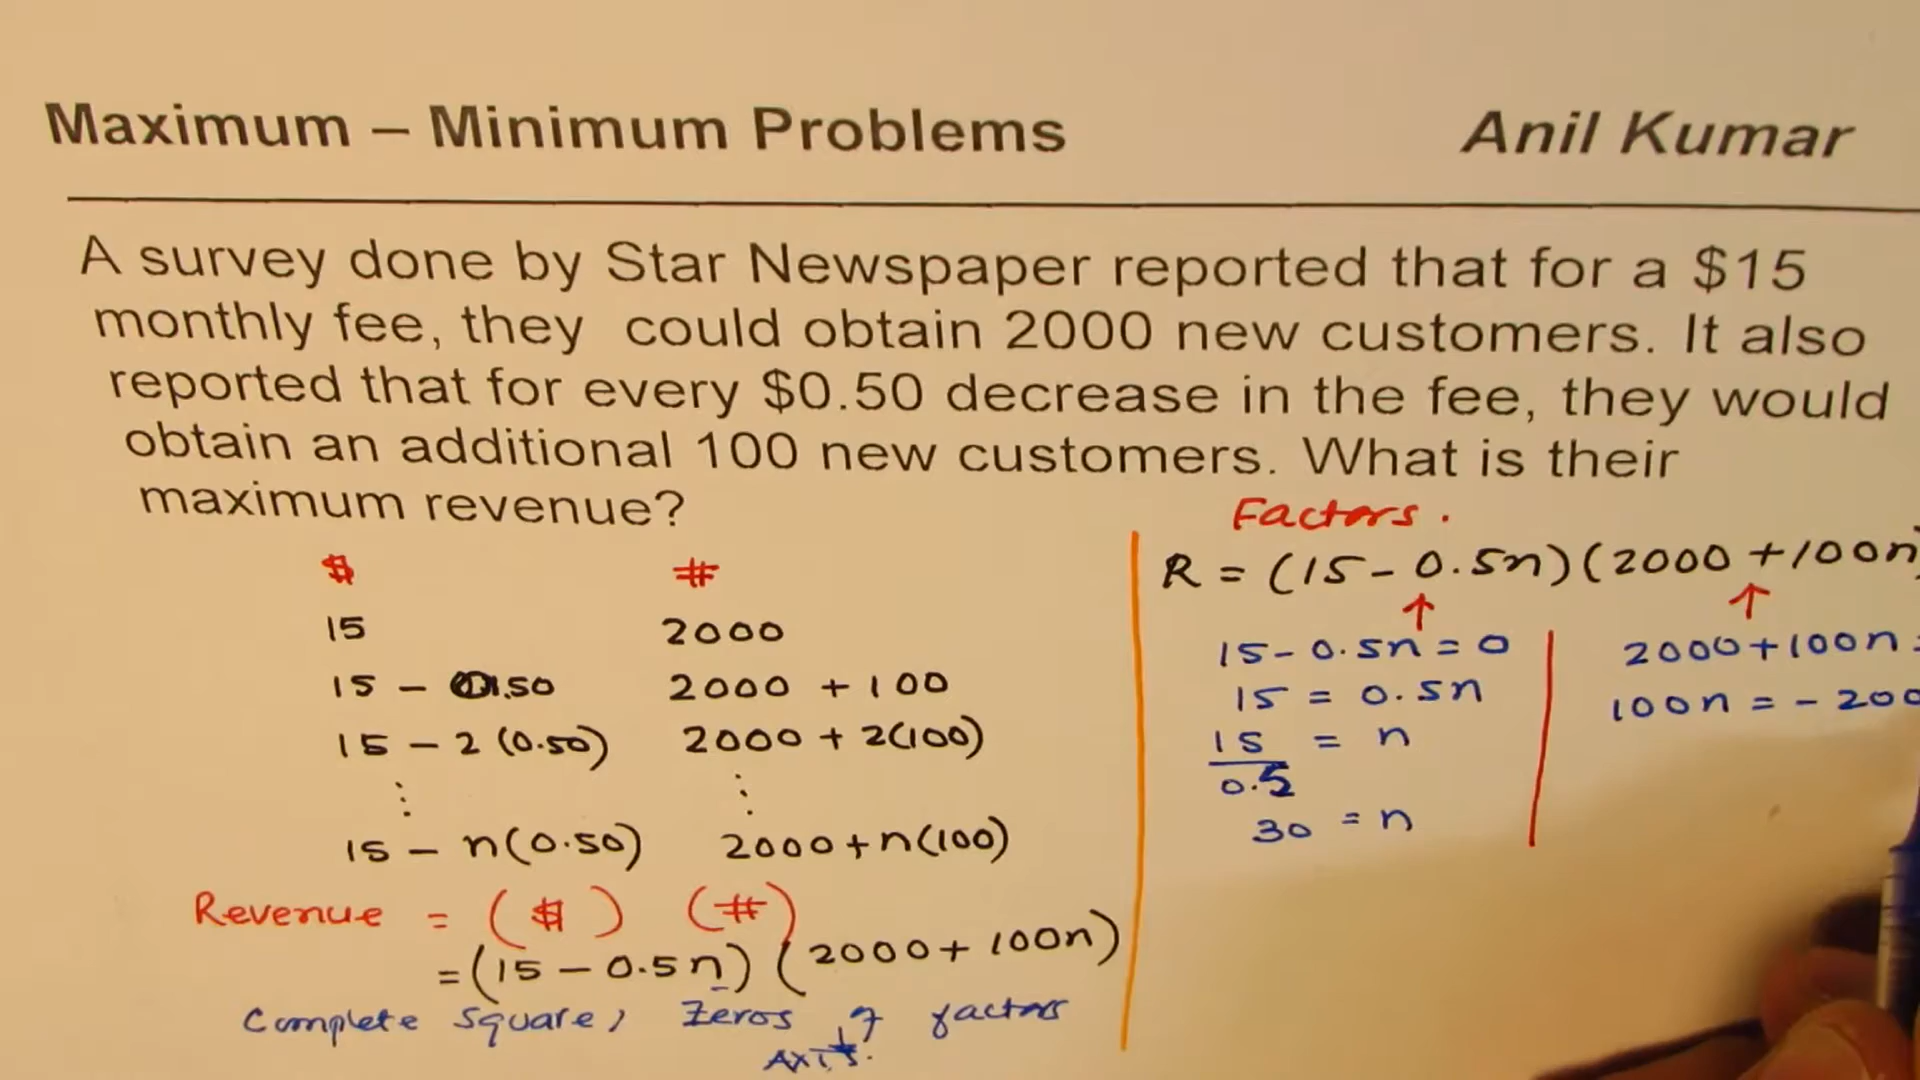 Maximum – Minimum Problems
Anil Kumar
A survey done by Star Newspaper reported that for a $15
monthly fee, they could obtain 2000 new customers. It also
reported that for every $0.50 decrease in the fee, they would
obtain an additional 100 new customers. What is their
maximum revenue?
$ #
15 2000
15 - 0.50 2000 + 100
15 - 2 (0.50) 2000 + 2(100)
⋮ ⋮
15 - n(0.50) 2000 + n(100)
Revenue = ( $ ) ( # )
= (15 - 0.5n) (2000 + 100n)
Complete Square, Zeros of factors
AXIS.
Factors.
R = (15 - 0.5n)(2000 + 100n)
↑ ↑
15 - 0.5n = 0
15 = 0.5n
15/0.5 = n
30 = n
2000 + 100n =
100n = - 200